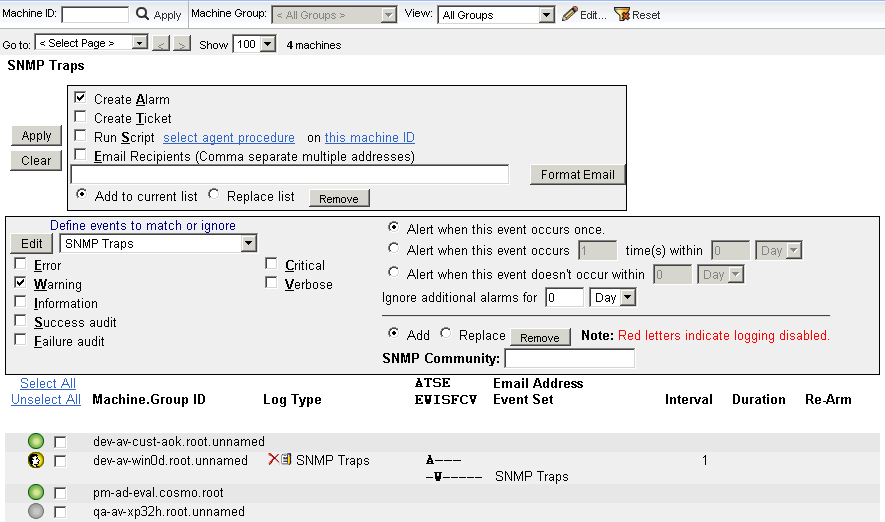 Machine ID: Apply Machine Group: < All Groups > View: All Groups Edit... Reset
Go to: < Select Page > < > Show 100 4 machines
SNMP Traps
Create Alarm
Create Ticket
Run Script select agent procedure on this machine ID
Email Recipients (Comma separate multiple addresses)
Apply
Clear
Format Email
Add to current list Replace list Remove
Define events to match or ignore
Edit SNMP Traps
Error Critical
Warning Verbose
Information
Success audit
Failure audit
Alert when this event occurs once.
Alert when this event occurs 1 time(s) within 0 Day
Alert when this event doesn't occur within 0 Day
Ignore additional alarms for 0 Day
Add Replace Remove Note: Red letters indicate logging disabled.
SNMP Community:
Select All ATSE Email Address
Unselect All Machine.Group ID Log Type EWISFCV Event Set Interval Duration Re-Arm
dev-av-cust-aok.root.unnamed
dev-av-win0d.root.unnamed SNMP Traps A--- 1
-W----- SNMP Traps
pm-ad-eval.cosmo.root
qa-av-xp32h.root.unnamed